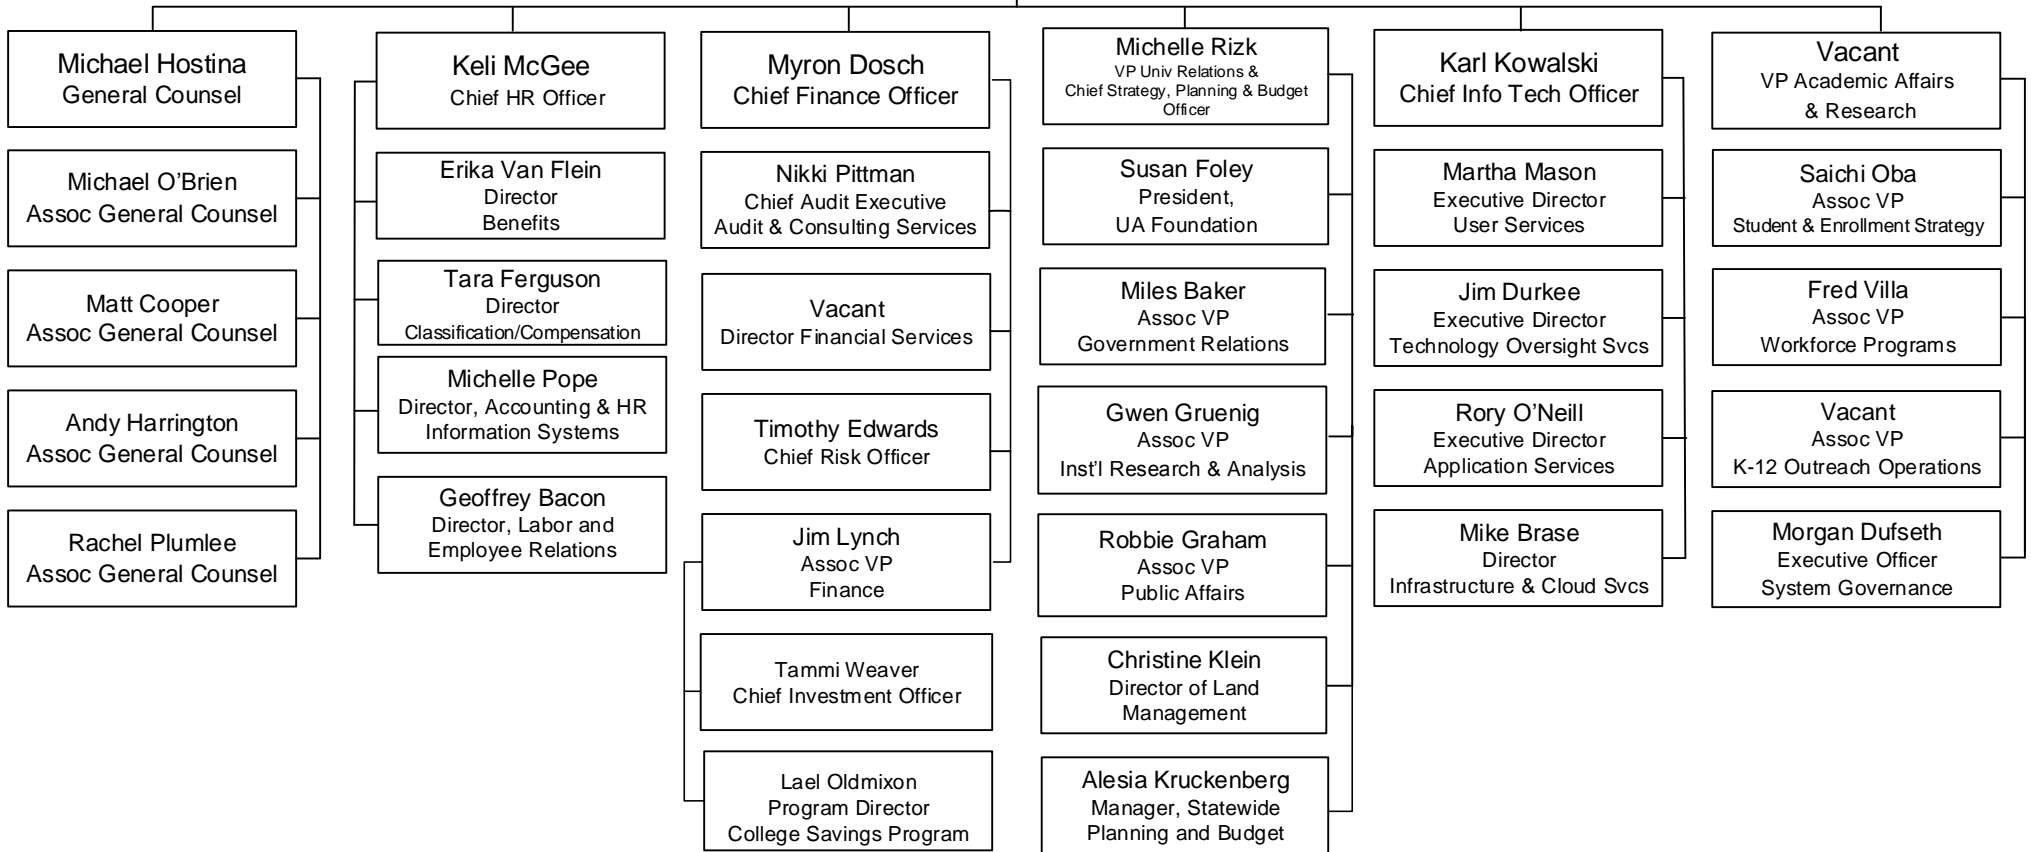 Michael Hostina
General Counsel
Michael O'Brien
Assoc General Counsel
Matt Cooper
Assoc General Counsel
Andy Harrington
Assoc General Counsel
Rachel Plumlee
Assoc General Counsel
Keli McGee
Chief HR Officer
Erika Van Flein
Director
Benefits
Tara Ferguson
Director
Classification/Compensation
Michelle Pope
Director, Accounting & HR
Information Systems
Geoffrey Bacon
Director, Labor and
Employee Relations
Myron Dosch
Chief Finance Officer
Nikki Pittman
Chief Audit Executive
Audit & Consulting Services
Vacant
Director Financial Services
Timothy Edwards
Chief Risk Officer
Jim Lynch
Assoc VP
Finance
Tammi Weaver
Chief Investment Officer
Lael Oldmixon
Program Director
College Savings Program
Michelle Rizk
VP Univ Relations &
Chief Strategy, Planning & Budget
Officer
Susan Foley
President,
UA Foundation
Miles Baker
Assoc VP
Government Relations
Gwen Gruenig
Assoc VP
Inst'l Research & Analysis
Robbie Graham
Assoc VP
Public Affairs
Christine Klein
Director of Land
Management
Alesia Kruckenberg
Manager, Statewide
Planning and Budget
Karl Kowalski
Chief Info Tech Officer
Martha Mason
Executive Director
User Services
Jim Durkee
Executive Director
Technology Oversight Svcs
Rory O'Neill
Executive Director
Application Services
Mike Brase
Director
Infrastructure & Cloud Svcs
Vacant
VP Academic Affairs
& Research
Saichi Oba
Assoc VP
Student & Enrollment Strategy
Fred Villa
Assoc VP
Workforce Programs
Vacant
Assoc VP
K-12 Outreach Operations
Morgan Dufseth
Executive Officer
System Governance